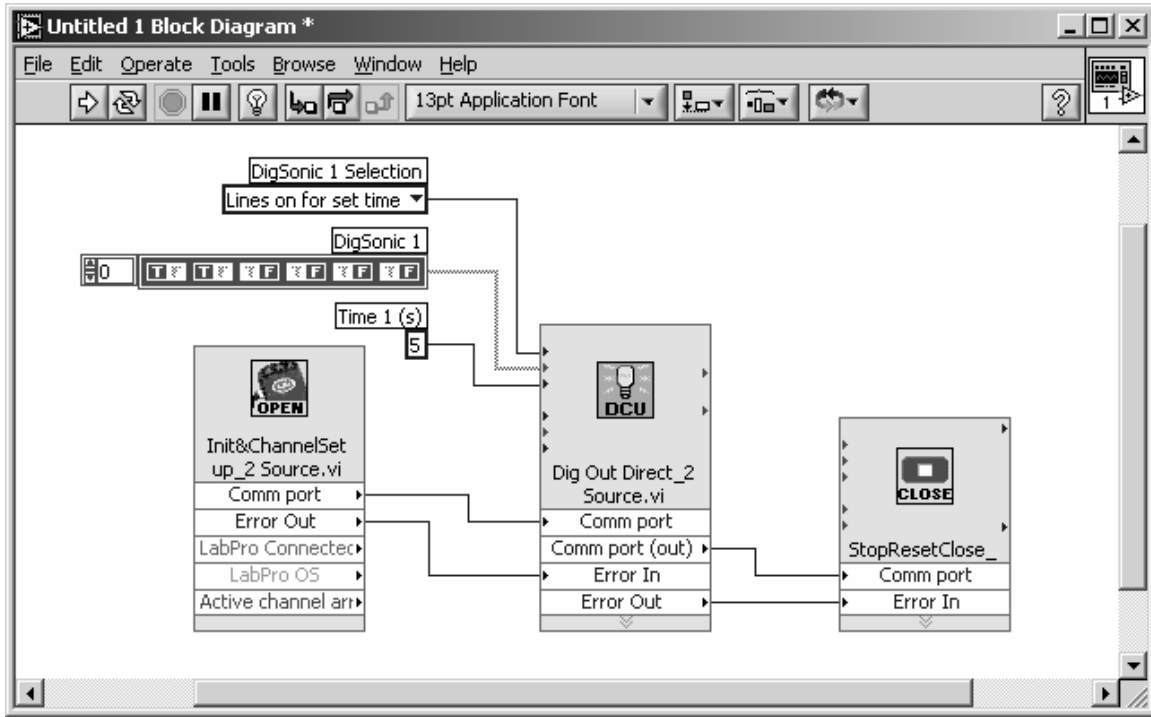 Untitled 1 Block Diagram *
File Edit Operate Tools Browse Window Help
13pt Application Font
1
DigSonic 1 Selection
Lines on for set time
DigSonic 1
0 T T F F F F
Time 1 (s)
5
OPEN
Init&ChannelSet
up_2 Source.vi
Comm port
Error Out
LabPro Connected
LabPro OS
Active channel arr
DCU
Dig Out Direct_2
Source.vi
Comm port
Comm port (out)
Error In
Error Out
CLOSE
StopResetClose_
Comm port
Error In